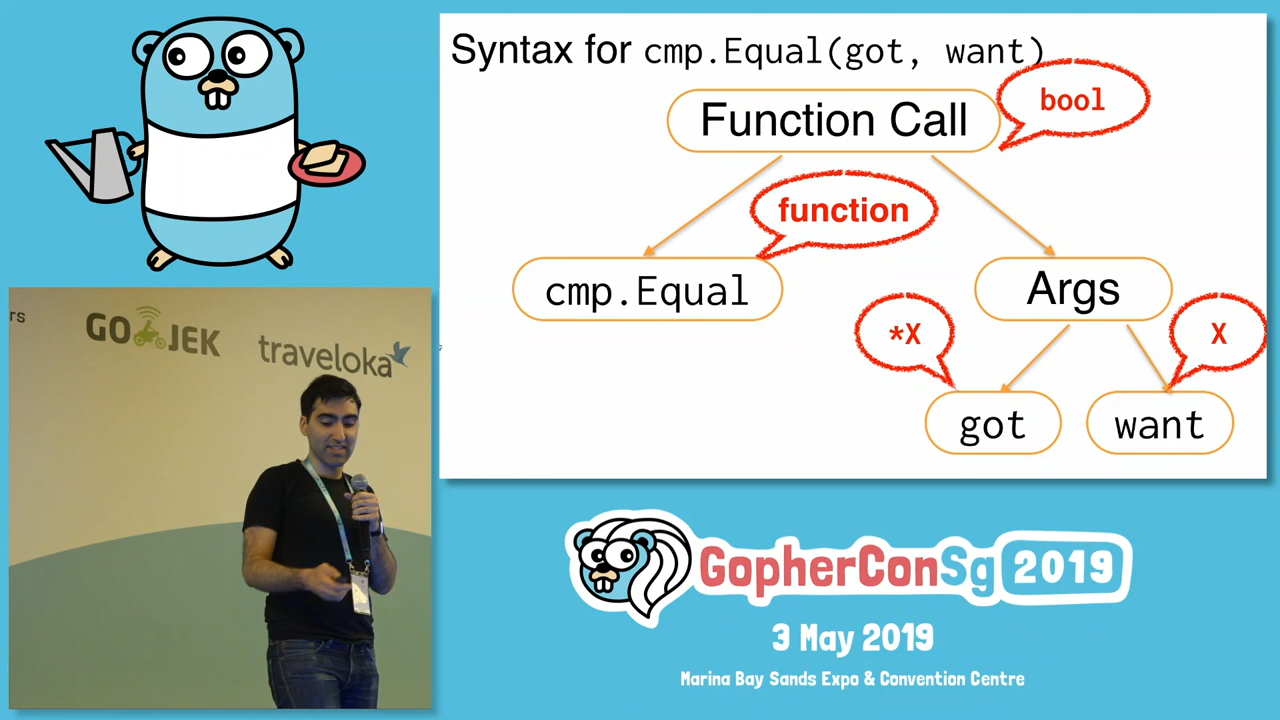 Syntax for cmp.Equal(got, want)
bool
Function Call
function
cmp.Equal
Args
*X
X
got
want
rs
GO JEK
traveloka
GopherConSg 2019
3 May 2019
Marina Bay Sands Expo & Convention Centre